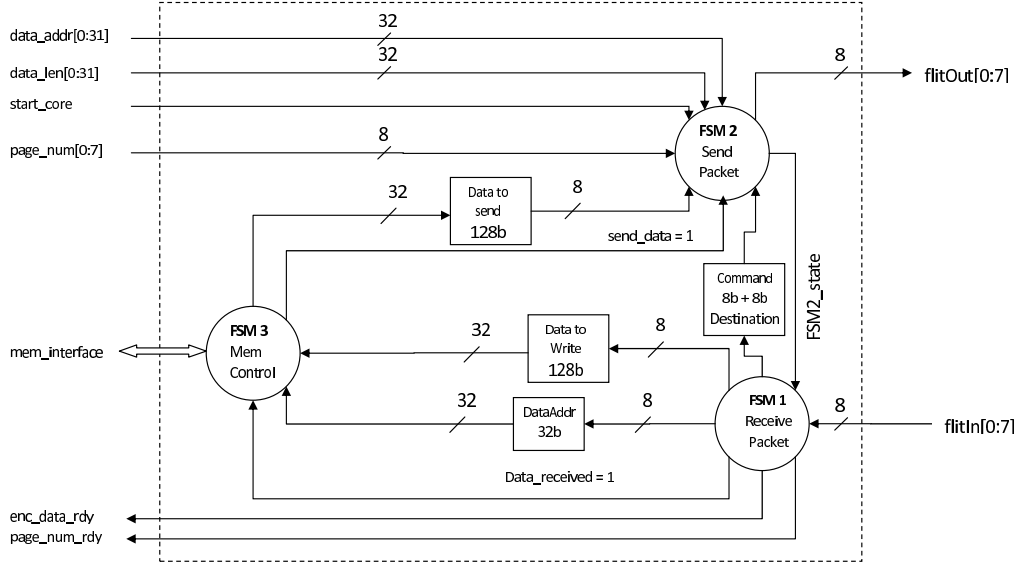 data_addr[0:31]
32
data_len[0:31]
32
8
flitOut[0:7]
start_core
page_num[0:7]
8
FSM 2
Send
Packet
32
Data to
send
128b
8
send_data = 1
Command
8b + 8b
Destination
FSM2_state
mem_interface
FSM 3
Mem
Control
32
Data to
Write
128b
8
32
DataAddr
32b
8
FSM 1
Receive
Packet
8
flitIn[0:7]
Data_received = 1
enc_data_rdy
page_num_rdy